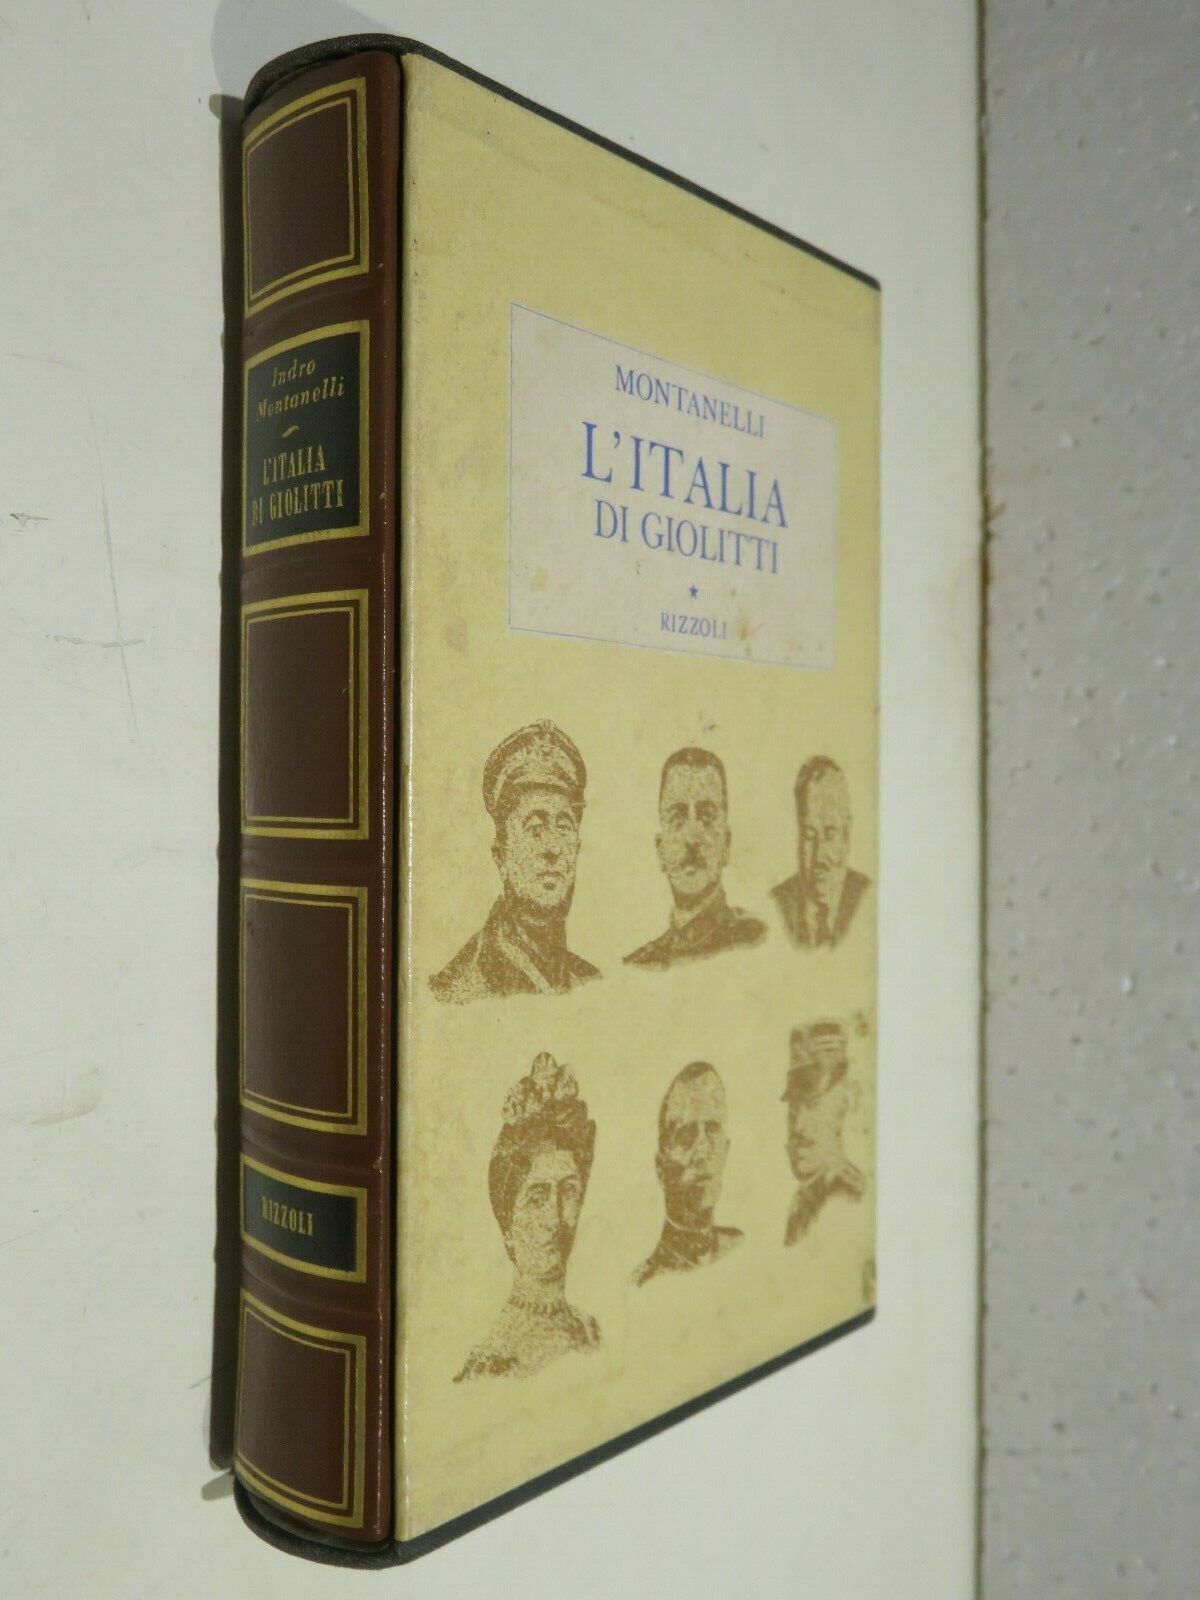 Indro
Montanelli
L'ITALIA
DI GIOLITTI
RIZZOLI
MONTANELLI
L'ITALIA
DI GIOLITTI
RIZZOLI